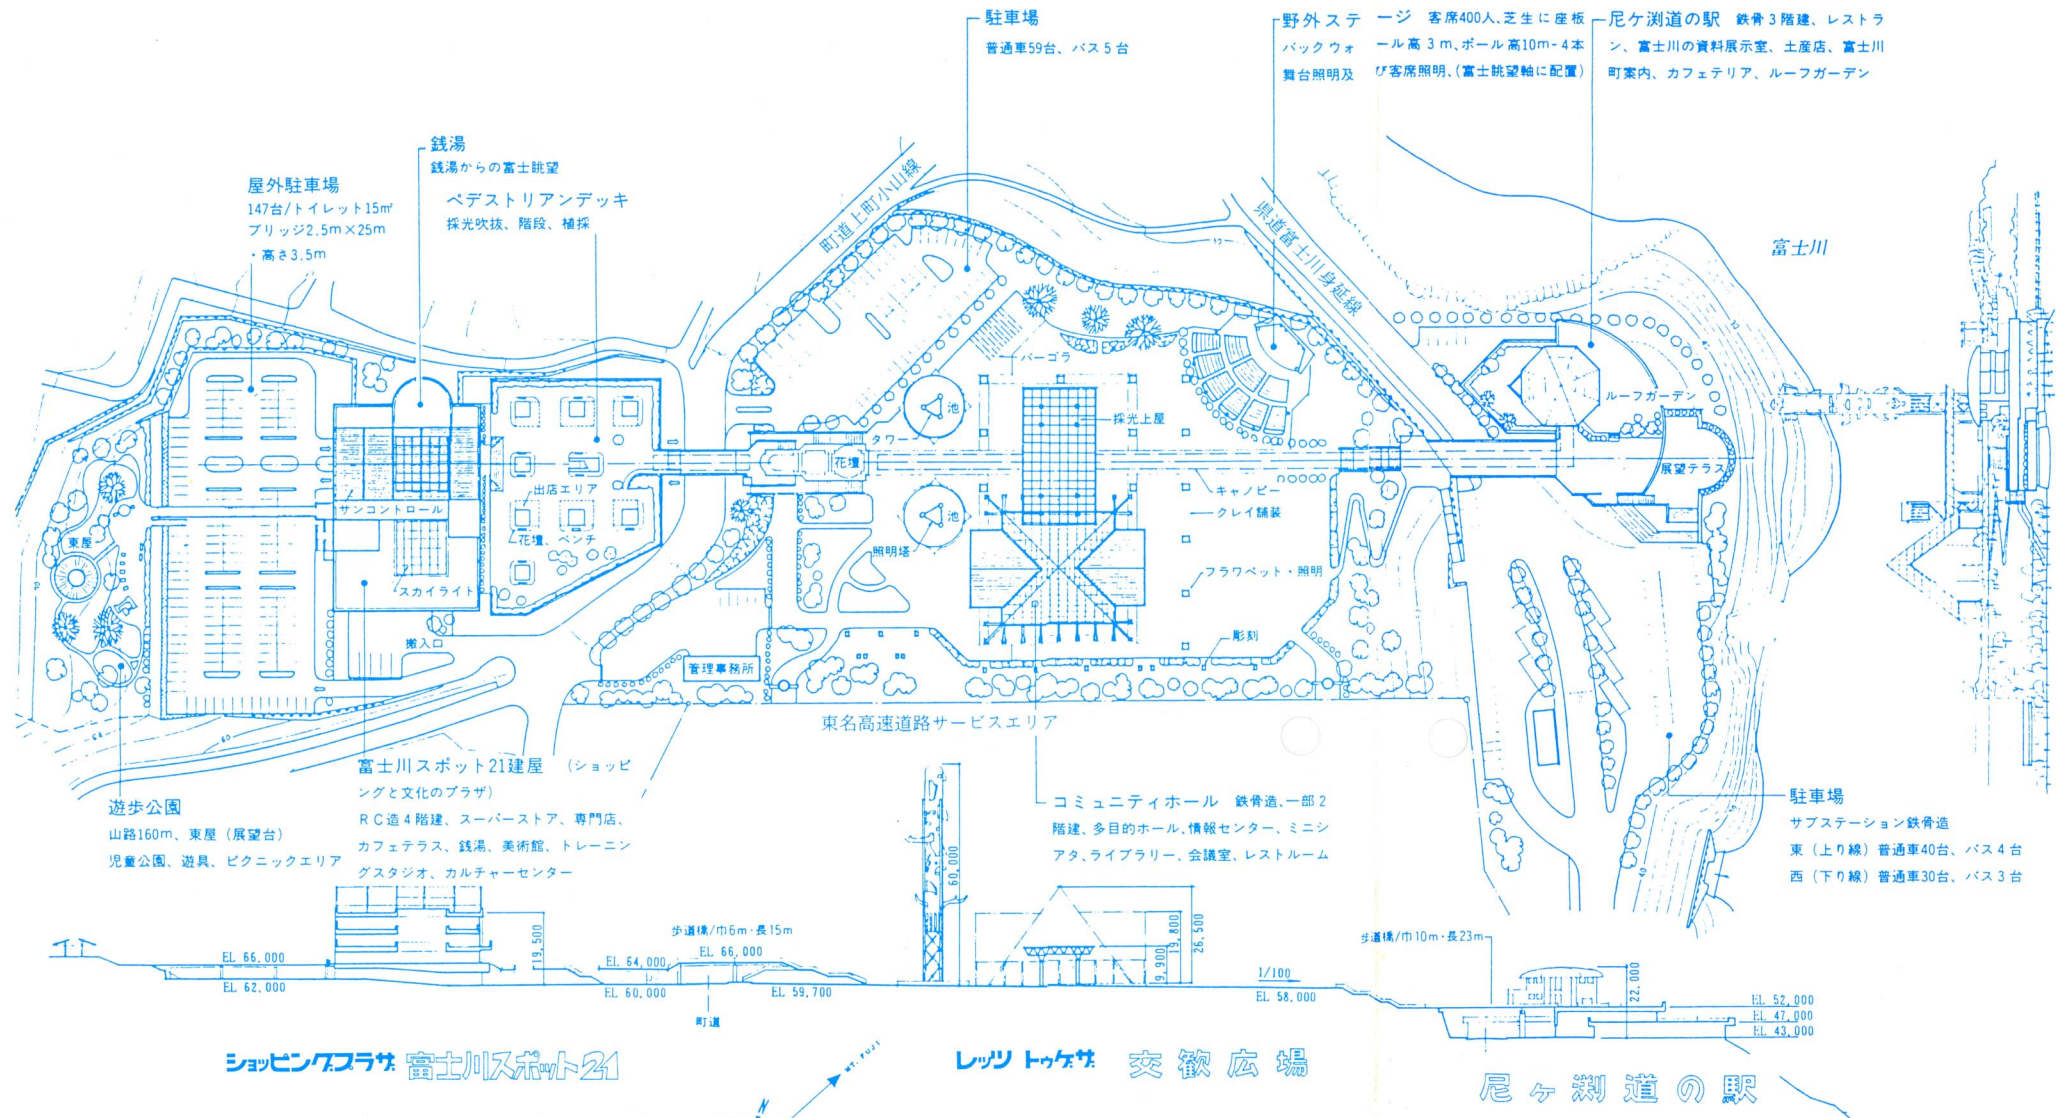 駐車場
普通車59台、バス5台
野外ステージ 客席400人、芝生に座板
バックウォール高3m、ポール高10m-4本
舞台照明及び客席照明、(富士眺望軸に配置)
尼ケ渕道の駅 鉄骨3階建、レストラ
ン、富士川の資料展示室、土産店、富士川
町案内、カフェテリア、ルーフガーデン
銭湯
銭湯からの富士眺望
ペデストリアンデッキ
採光吹抜、階段、植採
屋外駐車場
147台/トイレット15㎡
ブリッジ2.5m×25m
・高さ3.5m
町道上町小山線
県道富士川身延線
富士川
パーゴラ
採光上屋
タワー
池
花壇
池
照明塔
キャノピー
クレイ舗装
フラワベット・照明
彫刻
ルーフガーデン
展望テラス
出店エリア
花壇、ベンチ
サンコントロール
スカイライト
搬入口
東屋
管理事務所
東名高速道路サービスエリア
遊歩公園
山路160m、東屋(展望台)
児童公園、遊具、ピクニックエリア
富士川スポット21建屋 (ショッピ
ングと文化のプラザ)
RC造4階建、スーパーストア、専門店、
カフェテラス、銭湯、美術館、トレーニン
グスタジオ、カルチャーセンター
コミュニティホール 鉄骨造、一部2
階建、多目的ホール、情報センター、ミニシ
アタ、ライブラリー、会議室、レストルーム
駐車場
サブステーション鉄骨造
東(上り線)普通車40台、バス4台
西(下り線)普通車30台、バス3台
EL 66,000
EL 62,000
19,500
歩道橋/巾6m・長15m
EL 64,000
EL 66,000
EL 60,000
EL 59,700
町道
60,000
9,900
19,800
26,500
1/100
EL 58,000
歩道橋/巾10m・長23m
22,000
EL 52,000
EL 47,000
EL 43,000
ショッピングプラザ 富士川スポット21
N
MT. FUJI
レッツ トゥゲザ 交歓広場
尼ケ渕道の駅